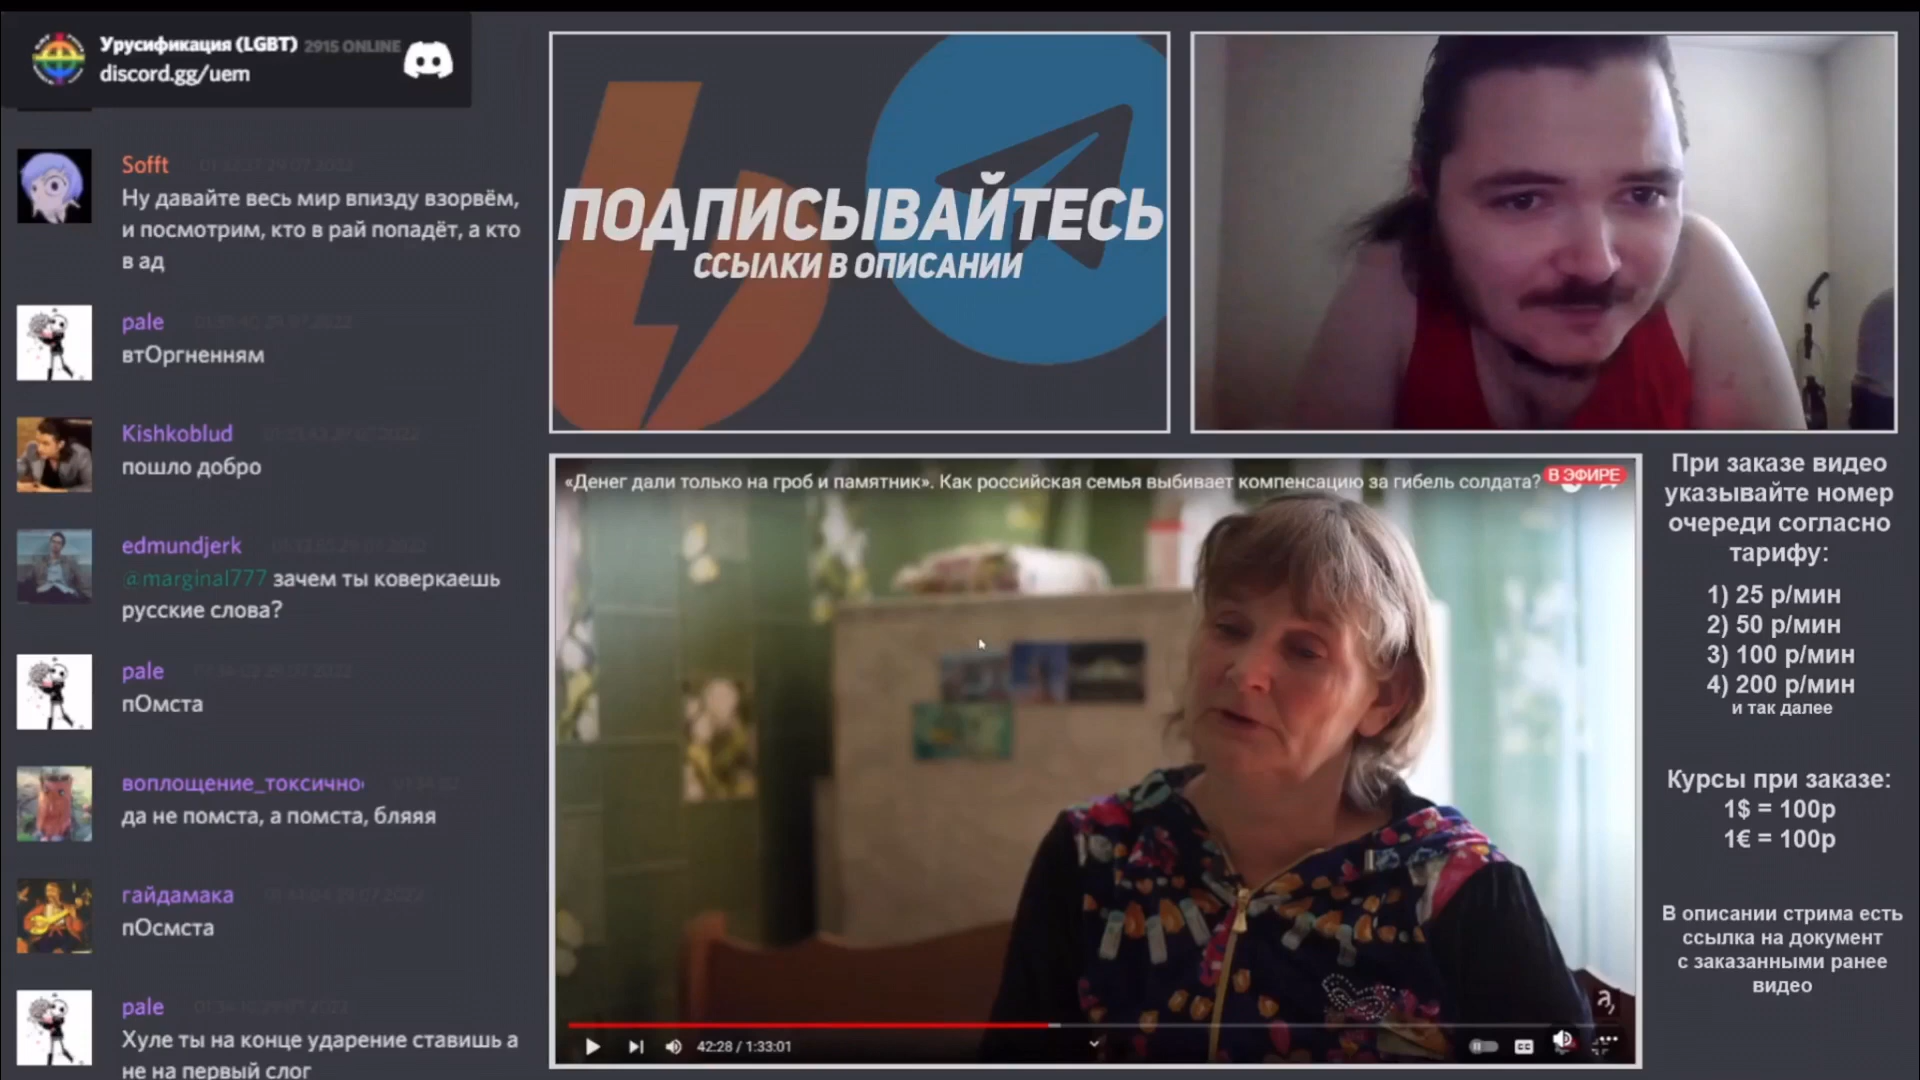 Урусификация (LGBT) 2915 ONLINE
discord.gg/uem
Sofft
Ну давайте весь мир впизду взорвём,
и посмотрим, кто в рай попадёт, а кто
в ад
pale
втОргненням
Kishkoblud
пошло добро
edmundjerk
@marginal777 зачем ты коверкаешь
русские слова?
pale
пОмста
воплощение_токсично
да не помста, а помста, бляяя
гайдамака
пОсмста
pale
Хуле ты на конце ударение ставишь а
не на первый слог
ПОДПИСЫВАЙТЕСЬ
ССЫЛКИ В ОПИСАНИИ
«Денег дали только на гроб и памятник». Как российская семья выбивает компенсацию за гибель солдата?
В ЭФИРЕ
42:28 / 1:33:01
При заказе видео
указывайте номер
очереди согласно
тарифу:
1) 25 р/мин
2) 50 р/мин
3) 100 р/мин
4) 200 р/мин
и так далее
Курсы при заказе:
1$ = 100р
1€ = 100р
В описании стрима есть
ссылка на документ
с заказанными ранее
видео